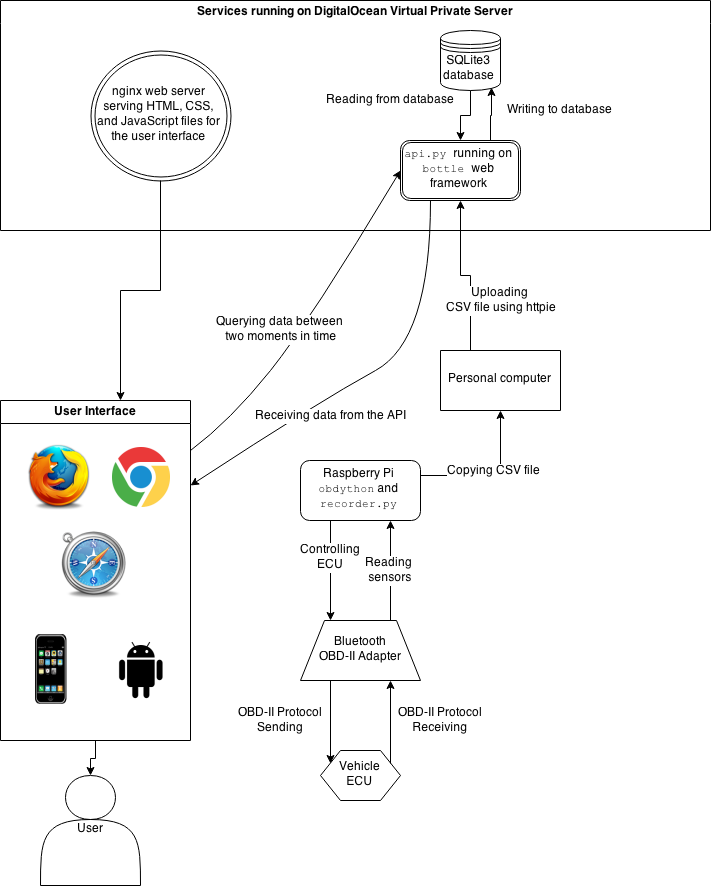 Services running on DigitalOcean Virtual Private Server
nginx web server
serving HTML, CSS,
and JavaScript files for
the user interface
SQLite3
database
Reading from database
Writing to database
api.py running on
bottle web
framework
Uploading
CSV file using httpie
Querying data between
two moments in time
Personal computer
Receiving data from the API
User Interface
Raspberry Pi
obdython and
recorder.py
Copying CSV file
Controlling
ECU
Reading
sensors
Bluetooth
OBD-II Adapter
OBD-II Protocol
Sending
OBD-II Protocol
Receiving
Vehicle
ECU
User